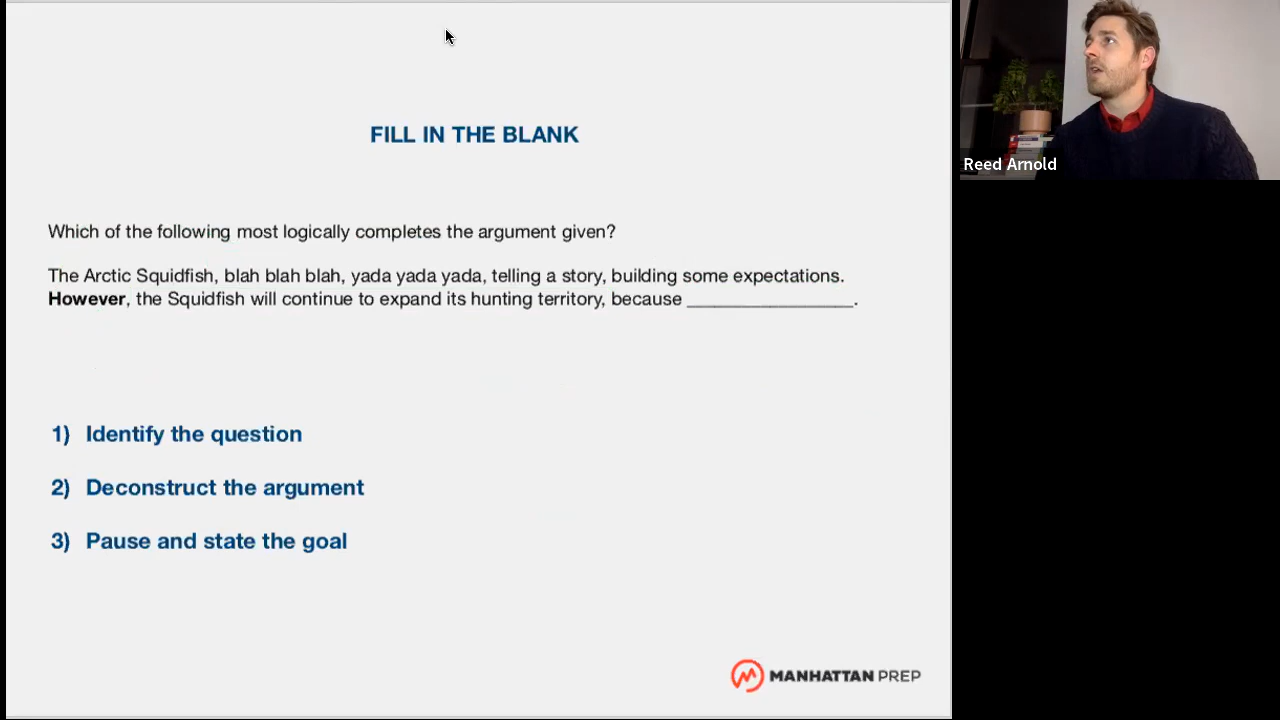 FILL IN THE BLANK
Which of the following most logically completes the argument given?
The Arctic Squidfish, blah blah blah, yada yada yada, telling a story, building some expectations.
However, the Squidfish will continue to expand its hunting territory, because __________________.
1) Identify the question
2) Deconstruct the argument
3) Pause and state the goal
MANHATTAN PREP
Reed Arnold